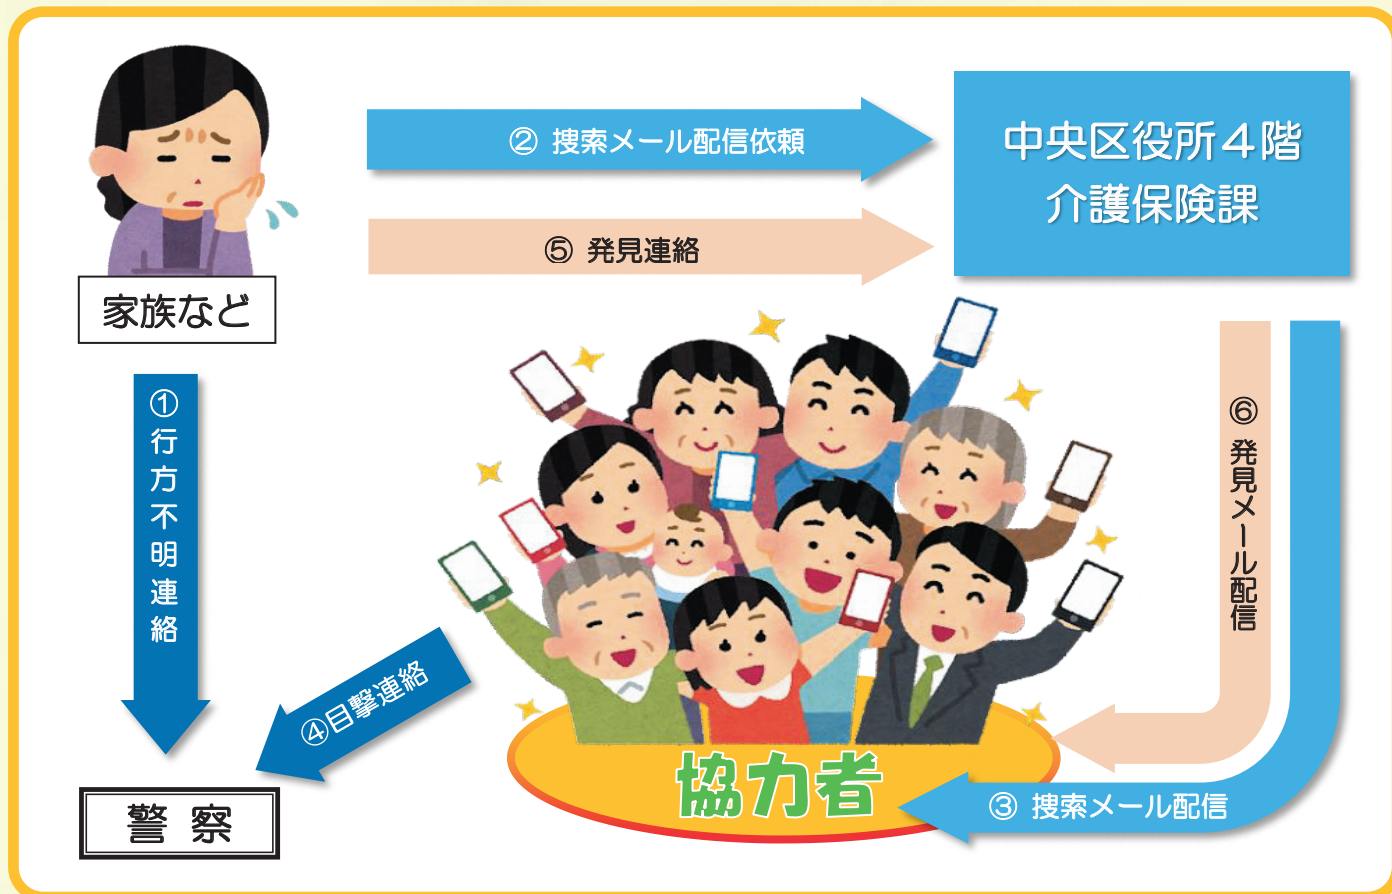 ② 捜索メール配信依頼
中央区役所4階
介護保険課
⑤ 発見連絡
家族など
①行方不明連絡
⑥ 発見メール配信
④目撃連絡
協力者
③ 捜索メール配信
警察